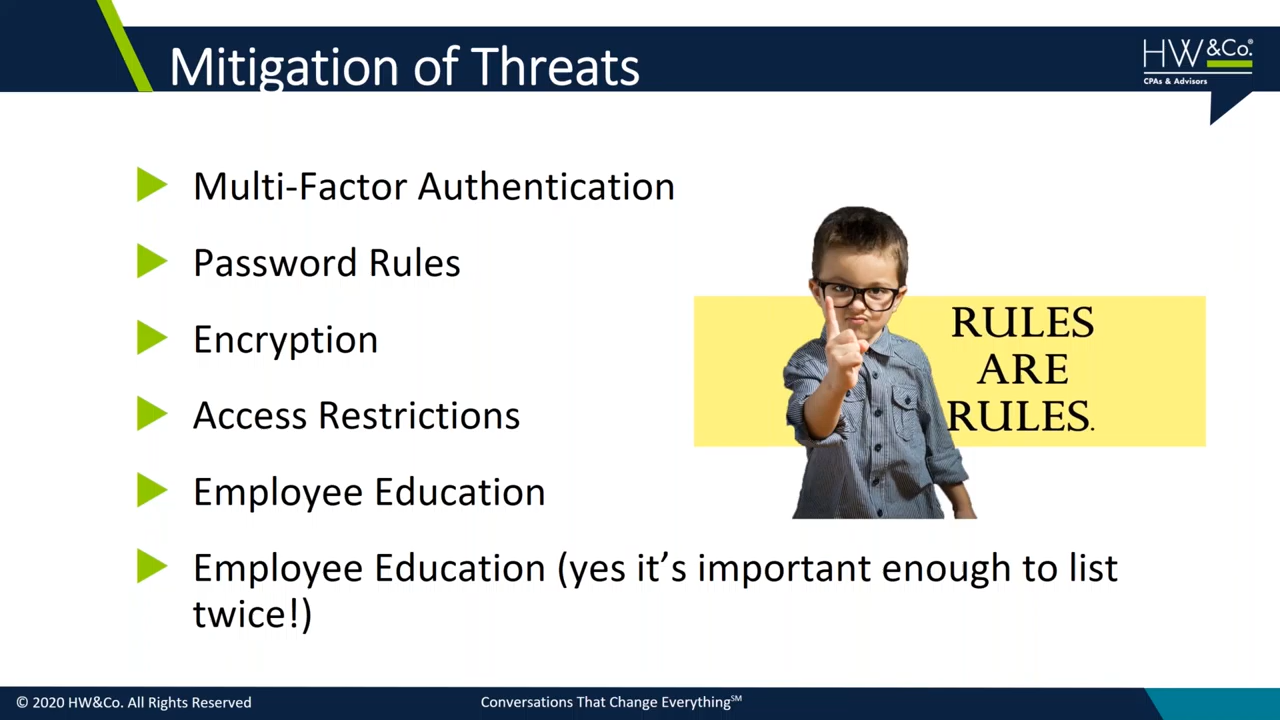 Mitigation of Threats
HW&Co.®
CPAs & Advisors
Multi-Factor Authentication
Password Rules
Encryption
Access Restrictions
Employee Education
Employee Education (yes it’s important enough to list
twice!)
RULES
ARE
RULES.
© 2020 HW&Co. All Rights Reserved
Conversations That Change Everything℠